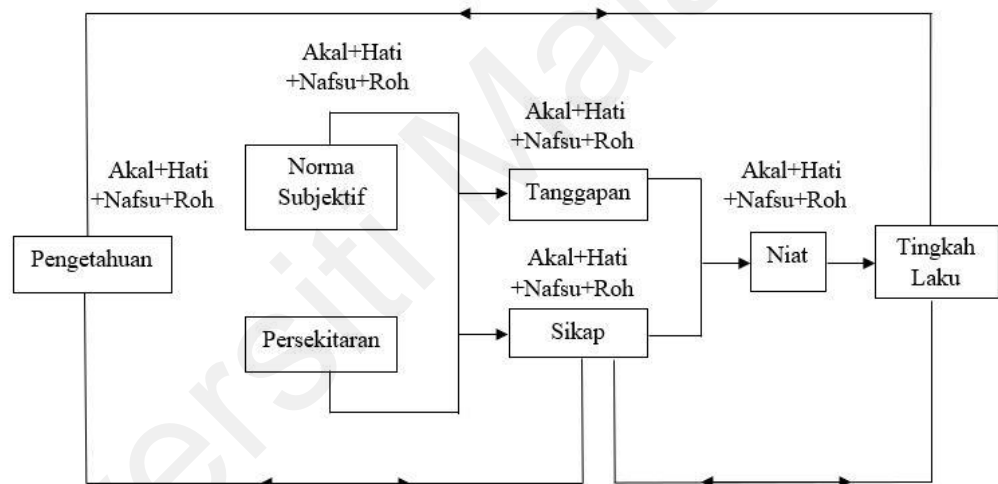 Akal+Hati
+Nafsu+Roh
Akal+Hati
+Nafsu+Roh
Akal+Hati
+Nafsu+Roh
Akal+Hati
+Nafsu+Roh
Norma
Subjektif
Tanggapan
Pengetahuan
Akal+Hati
+Nafsu+Roh
Niat
Tingkah
Laku
Persekitaran
Sikap